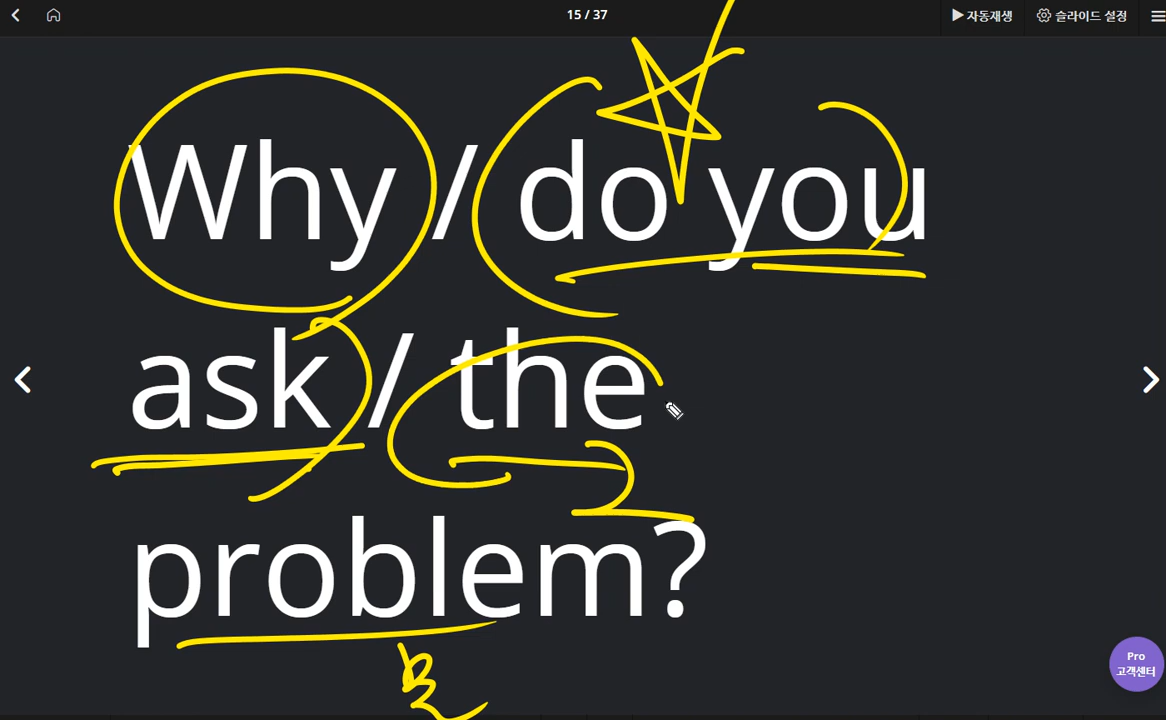 15 / 37
자동재생
슬라이드 설정
Why / do you
ask / the
problem?
Pro
고객센터